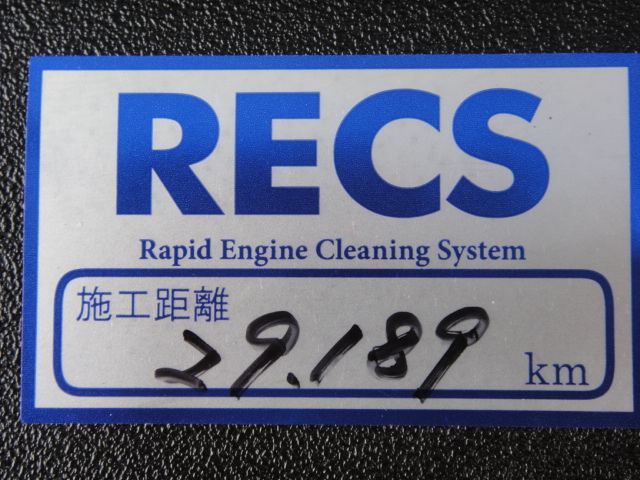 RECS
Rapid Engine Cleaning System
施工距離
29.189 km